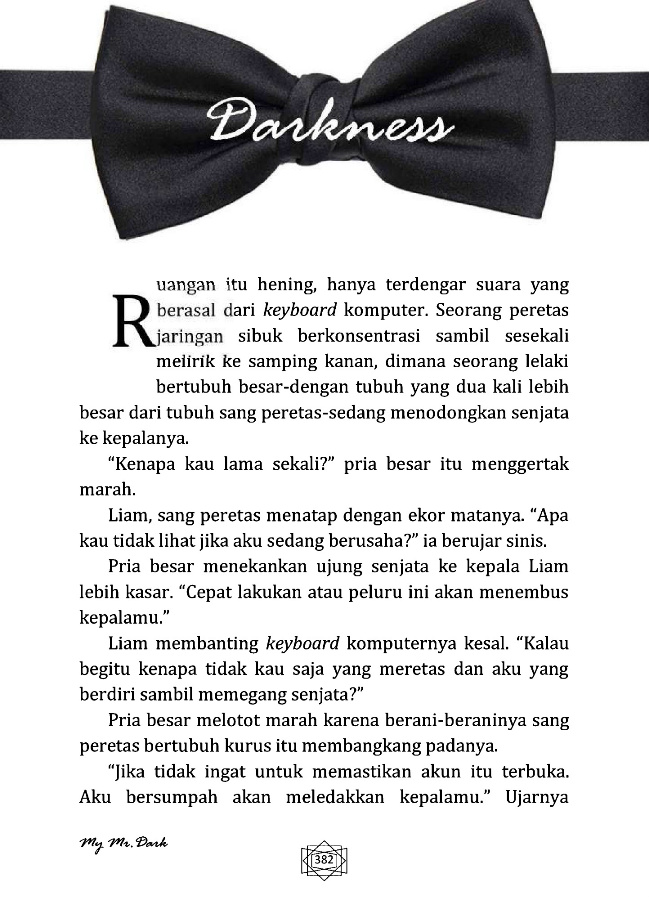 Darkness
Ruangan itu hening, hanya terdengar suara yang
berasal dari keyboard komputer. Seorang peretas
jaringan sibuk berkonsentrasi sambil sesekali
melirik ke samping kanan, dimana seorang lelaki
bertubuh besar-dengan tubuh yang dua kali lebih
besar dari tubuh sang peretas-sedang menodongkan senjata
ke kepalanya.
“Kenapa kau lama sekali?” pria besar itu menggertak
marah.
Liam, sang peretas menatap dengan ekor matanya. “Apa
kau tidak lihat jika aku sedang berusaha?” ia berujar sinis.
Pria besar menekankan ujung senjata ke kepala Liam
lebih kasar. “Cepat lakukan atau peluru ini akan menembus
kepalamu.”
Liam membanting keyboard komputernya kesal. “Kalau
begitu kenapa tidak kau saja yang meretas dan aku yang
berdiri sambil memegang senjata?”
Pria besar melotot marah karena berani-beraninya sang
peretas bertubuh kurus itu membangkang padanya.
“Jika tidak ingat untuk memastikan akun itu terbuka.
Aku bersumpah akan meledakkan kepalamu.” Ujarnya
My Mr. Dark
382